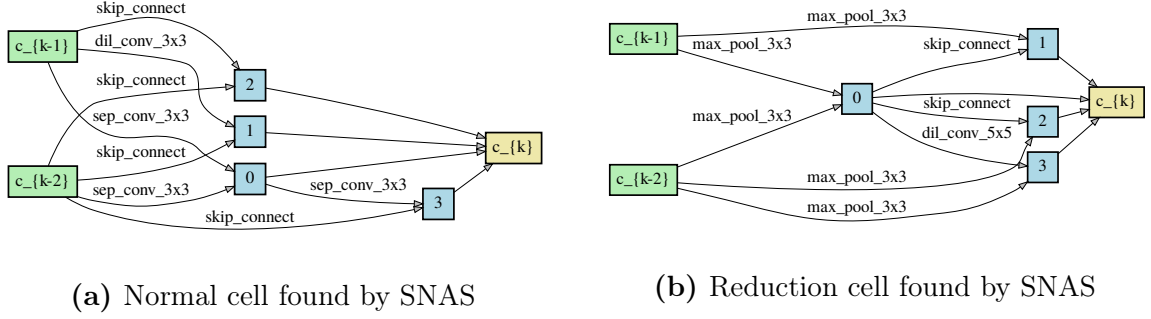 skip_connect
c_{k-1}
dil_conv_3x3
skip_connect
2
sep_conv_3x3
1
skip_connect
c_{k}
c_{k-2}
0
sep_conv_3x3
sep_conv_3x3
3
skip_connect
(a) Normal cell found by SNAS
max_pool_3x3
c_{k-1}
max_pool_3x3
skip_connect
1
0
c_{k}
skip_connect
max_pool_3x3
2
dil_conv_5x5
3
c_{k-2}
max_pool_3x3
max_pool_3x3
(b) Reduction cell found by SNAS